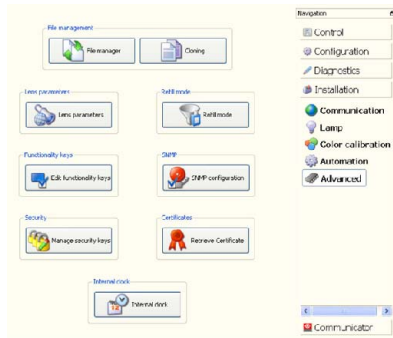 Navigation
File management
File manager
Cloning
Lens parameters
Lens parameters
Refill mode
Refill mode
Functionality keys
Edit functionality keys
SNMP
SNMP configuration
Security
Manage security keys
Certificates
Retrieve Certificate
Internal clock
Internal clock
Control
Configuration
Diagnostics
Installation
Communication
Lamp
Color calibration
Automation
Advanced
Communicator